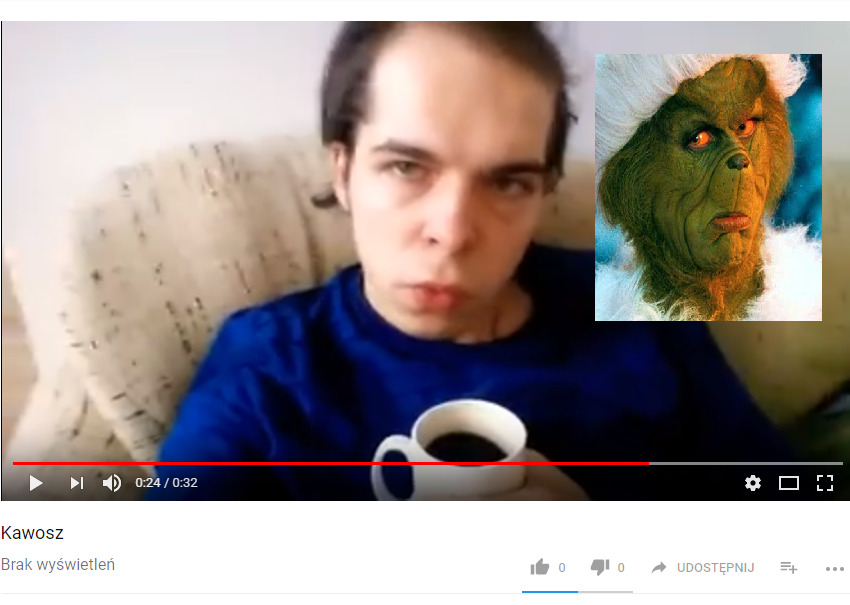 0:24 / 0:32
Kawosz
Brak wyświetleń
0
0
UDOSTĘPNIJ